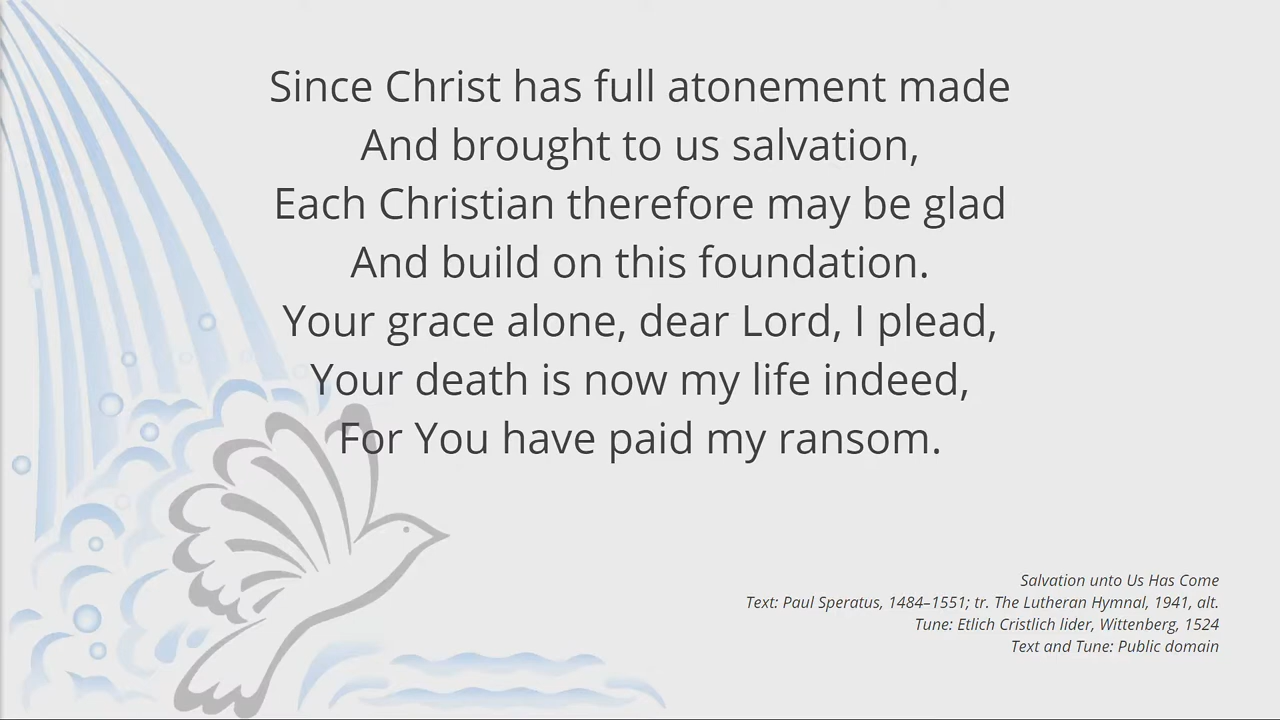 Since Christ has full atonement made
And brought to us salvation,
Each Christian therefore may be glad
And build on this foundation.
Your grace alone, dear Lord, I plead,
Your death is now my life indeed,
For You have paid my ransom.
Salvation unto Us Has Come
Text: Paul Speratus, 1484–1551; tr. The Lutheran Hymnal, 1941, alt.
Tune: Etlich Cristlich lider, Wittenberg, 1524
Text and Tune: Public domain